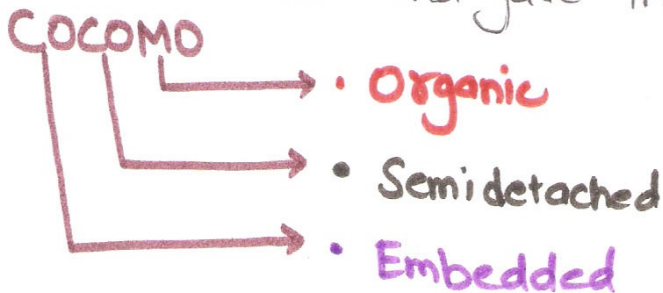 COCOMO
• Organic
• Semidetached
• Embedded